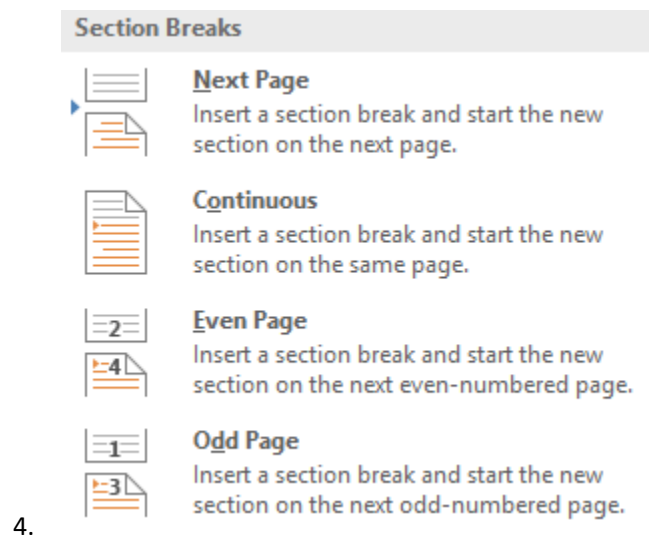 Section Breaks
Next Page
Insert a section break and start the new
section on the next page.
Continuous
Insert a section break and start the new
section on the same page.
2
4
Even Page
Insert a section break and start the new
section on the next even-numbered page.
1
3
Odd Page
Insert a section break and start the new
section on the next odd-numbered page.
4.